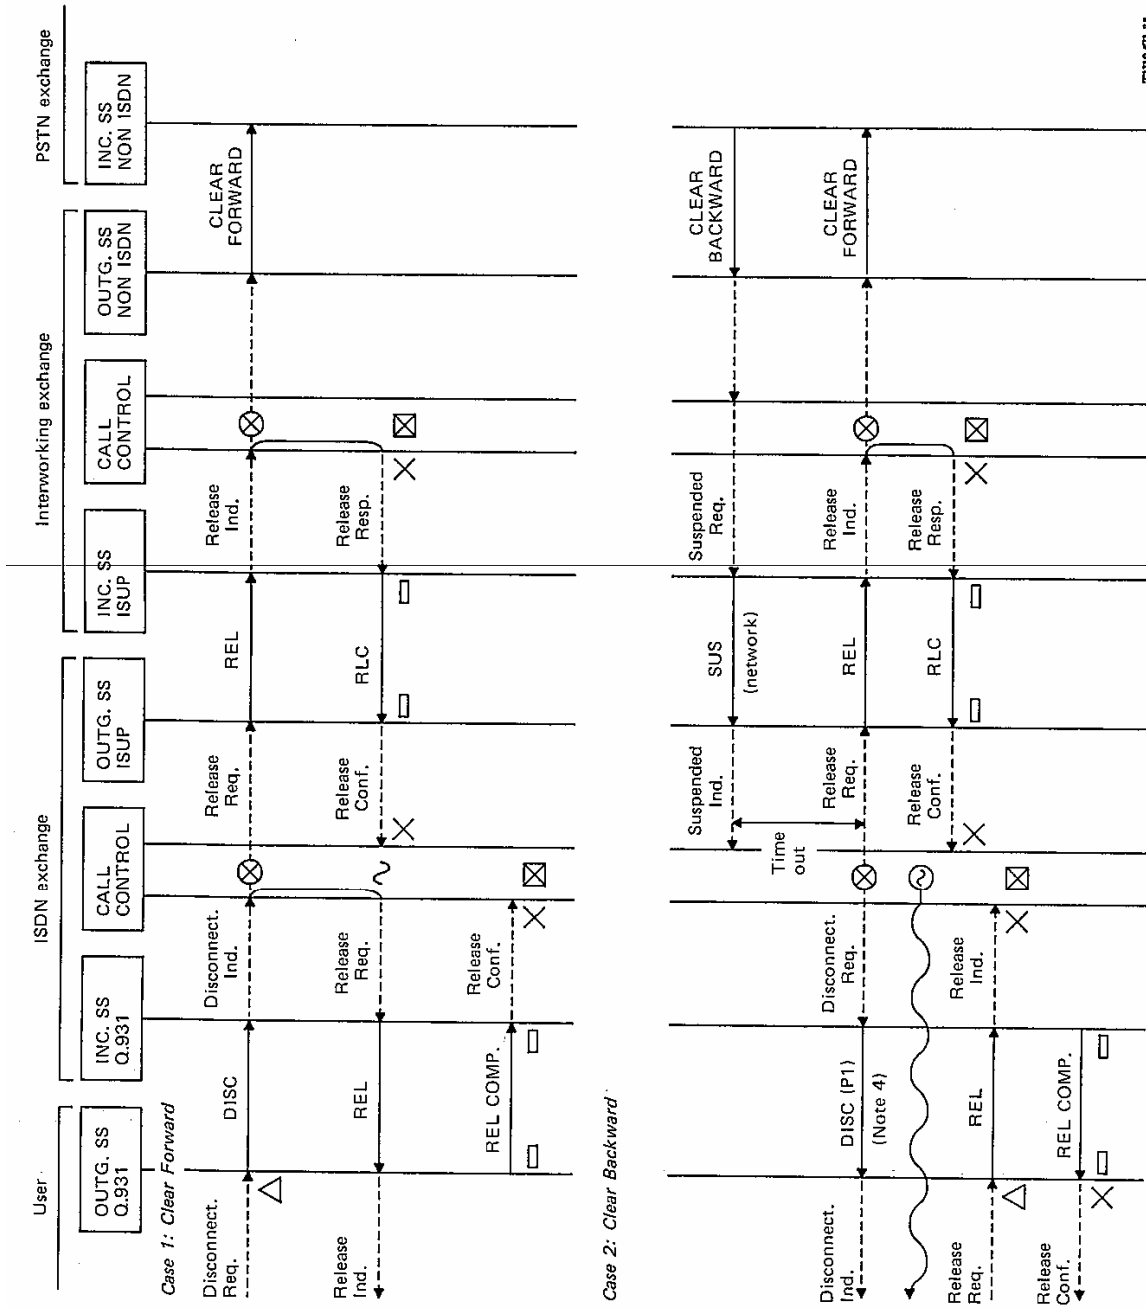 User
ISDN exchange
Interworking exchange
PSTN exchange
OUTG. SS
Q.931
INC. SS
Q.931
CALL
CONTROL
OUTG. SS
ISUP
INC. SS
ISUP
CALL
CONTROL
OUTG. SS
NON ISDN
INC. SS
NON ISDN
Case 1: Clear Forward
Disconnect.
Req.
DISC
Disconnect.
Ind.
Release
Req.
REL
Release
Ind.
CLEAR
FORWARD
Release
Ind.
REL
Release
Req.
Release
Conf.
RLC
Release
Resp.
REL COMP.
Release
Conf.
Case 2: Clear Backward
Suspended
Ind.
SUS
(network)
Suspended
Req.
CLEAR
BACKWARD
Time
out
Disconnect.
Ind.
DISC (P1)
(Note 4)
Disconnect.
Req.
Release
Req.
REL
Release
Ind.
CLEAR
FORWARD
Release
Conf.
RLC
Release
Resp.
Release
Req.
REL
Release
Ind.
Release
Conf.
REL COMP.